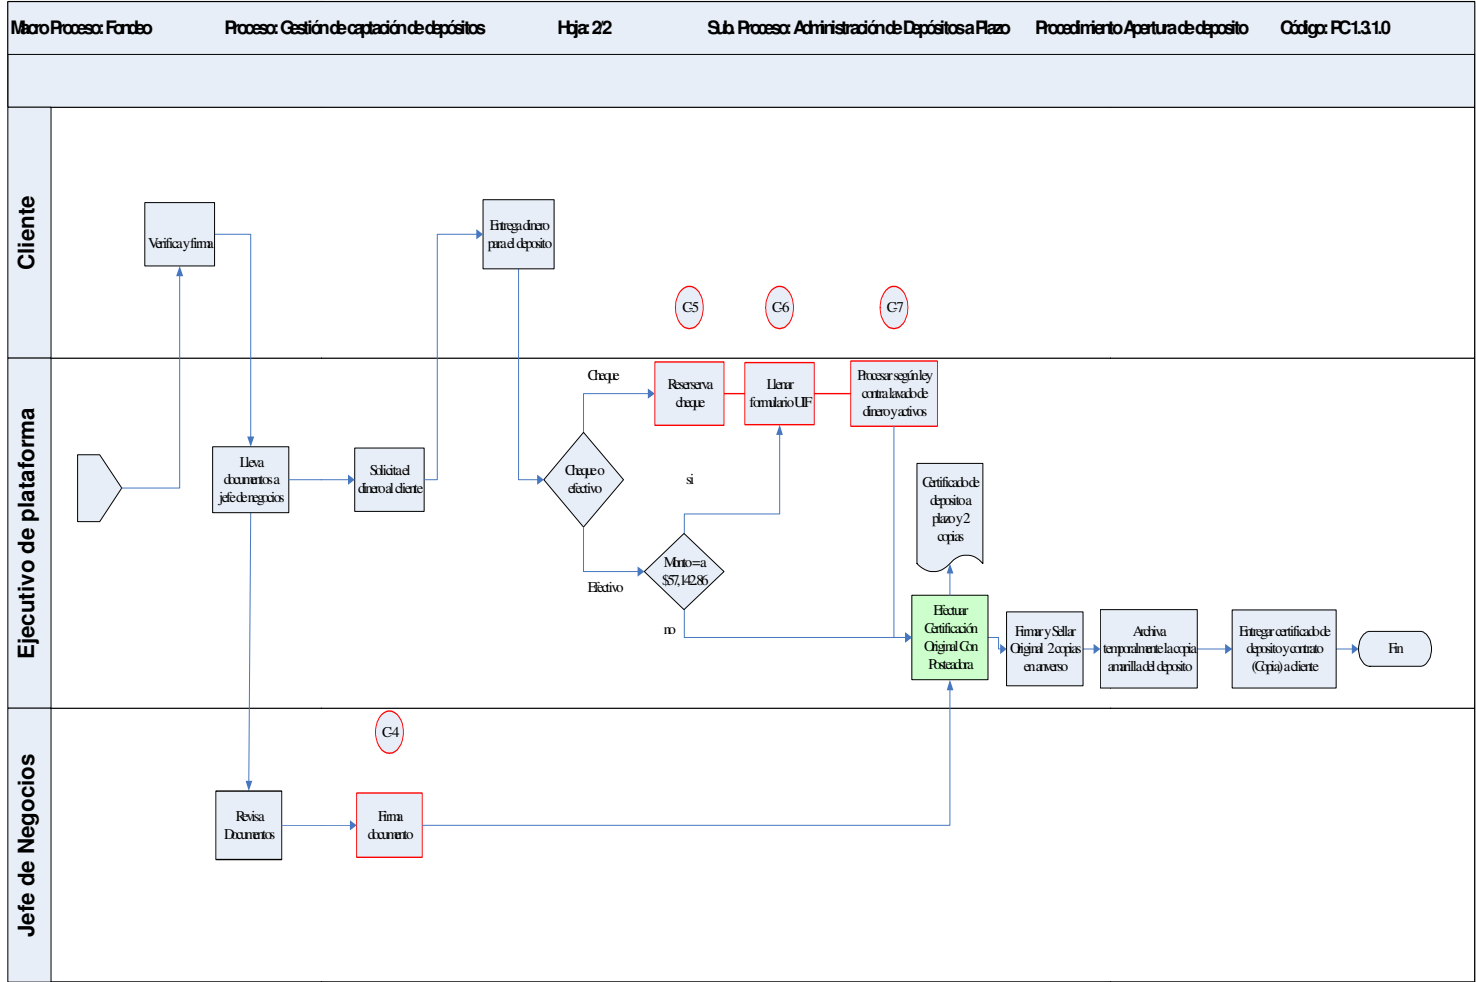 Macro Proceso: Fondeo Proceso: Gestión de captación de depósitos Hoja: 2/2 Sub. Proceso: Administración de Depósitos a Plazo Procedimiento Apertura de deposito Código: PC1.3.1.0
Cliente
Verifica y firma
Entrega dinero
para el deposito
C-5
C-6
C-7
Ejecutivo de plataforma
Lleva
documentos a
jefe de negocios
Solicita el
dinero al cliente
Cheque o
efectivo
Cheque
Efectivo
Reserserva
cheque
Llenar
formulario UIF
Procesar según ley
contra lavado de
dinero y activos
si
Monto = a
$57,142.86
no
Certificado de
deposito a
plazo y 2
copias
Efectuar
Certificación
Original Con
Posteadora
Firmar y Sellar
Original 2 copias
en anverso
Archiva
temporalmente la copia
amarilla del deposito
Entregar certificado de
deposito y contrato
(Copia) a cliente
Fin
Jefe de Negocios
C-4
Revisa
Documentos
Firma
documento